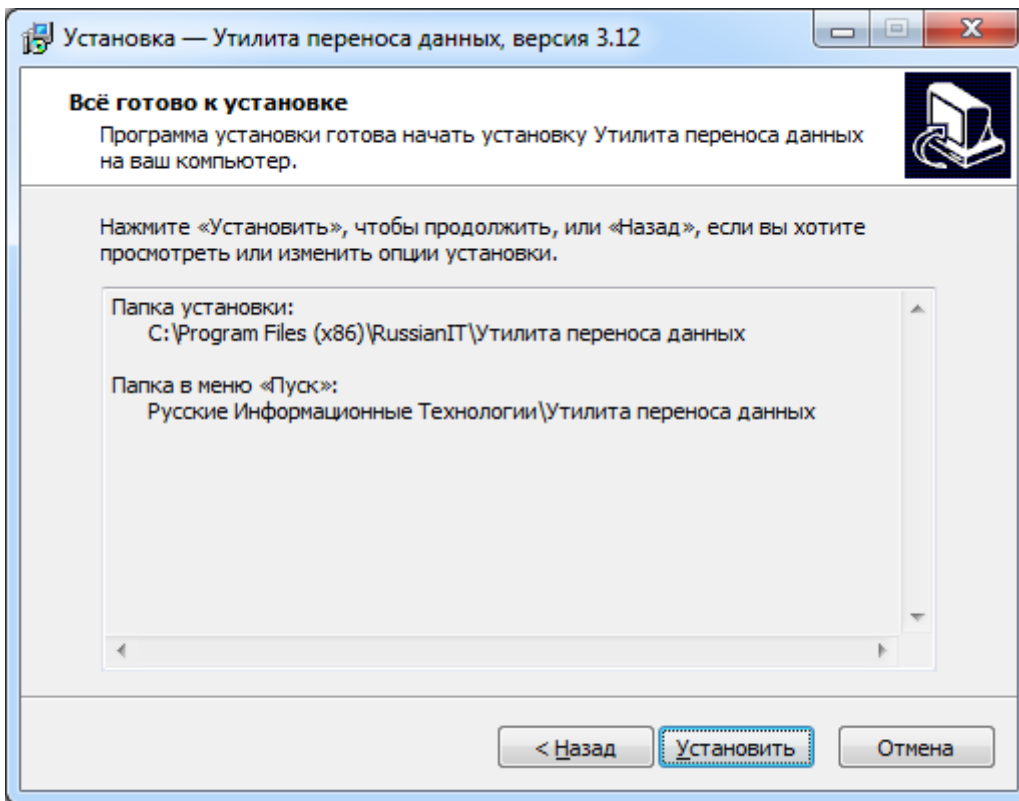 Установка — Утилита переноса данных, версия 3.12
Всё готово к установке
Программа установки готова начать установку Утилита переноса данных
на ваш компьютер.
Нажмите «Установить», чтобы продолжить, или «Назад», если вы хотите
просмотреть или изменить опции установки.
Папка установки:
C:\Program Files (x86)\RussianIT\Утилита переноса данных
Папка в меню «Пуск»:
Русские Информационные Технологии\Утилита переноса данных
< Назад
Установить
Отмена